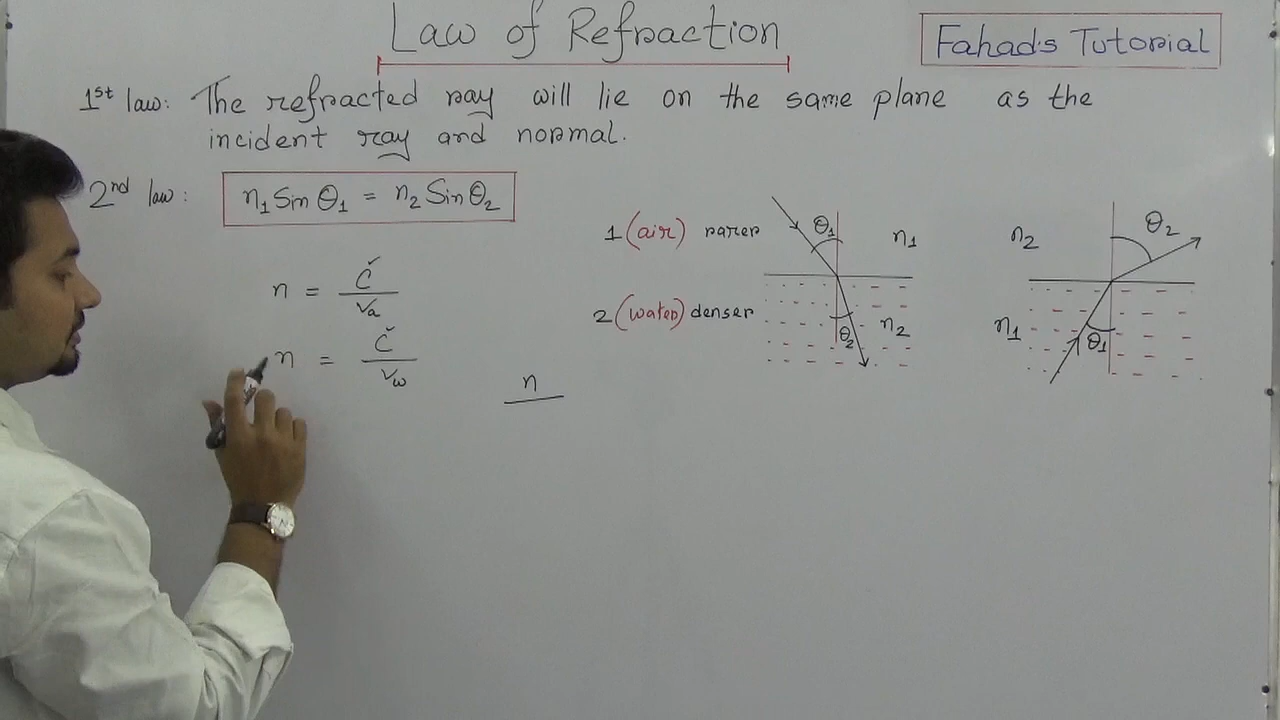 Law of Refraction
Fahad's Tutorial
1st law: The refracted ray will lie on the same plane as the
incident ray and normal.
2nd law: n₁ Sin θ₁ = n₂ Sin θ₂
1 (air) rarer
2 (water) denser
θ₁
n₁
θ₂
n₂
n₂
θ₂
n₁
θ₁
n = c / vₐ
n = c / v_w
n